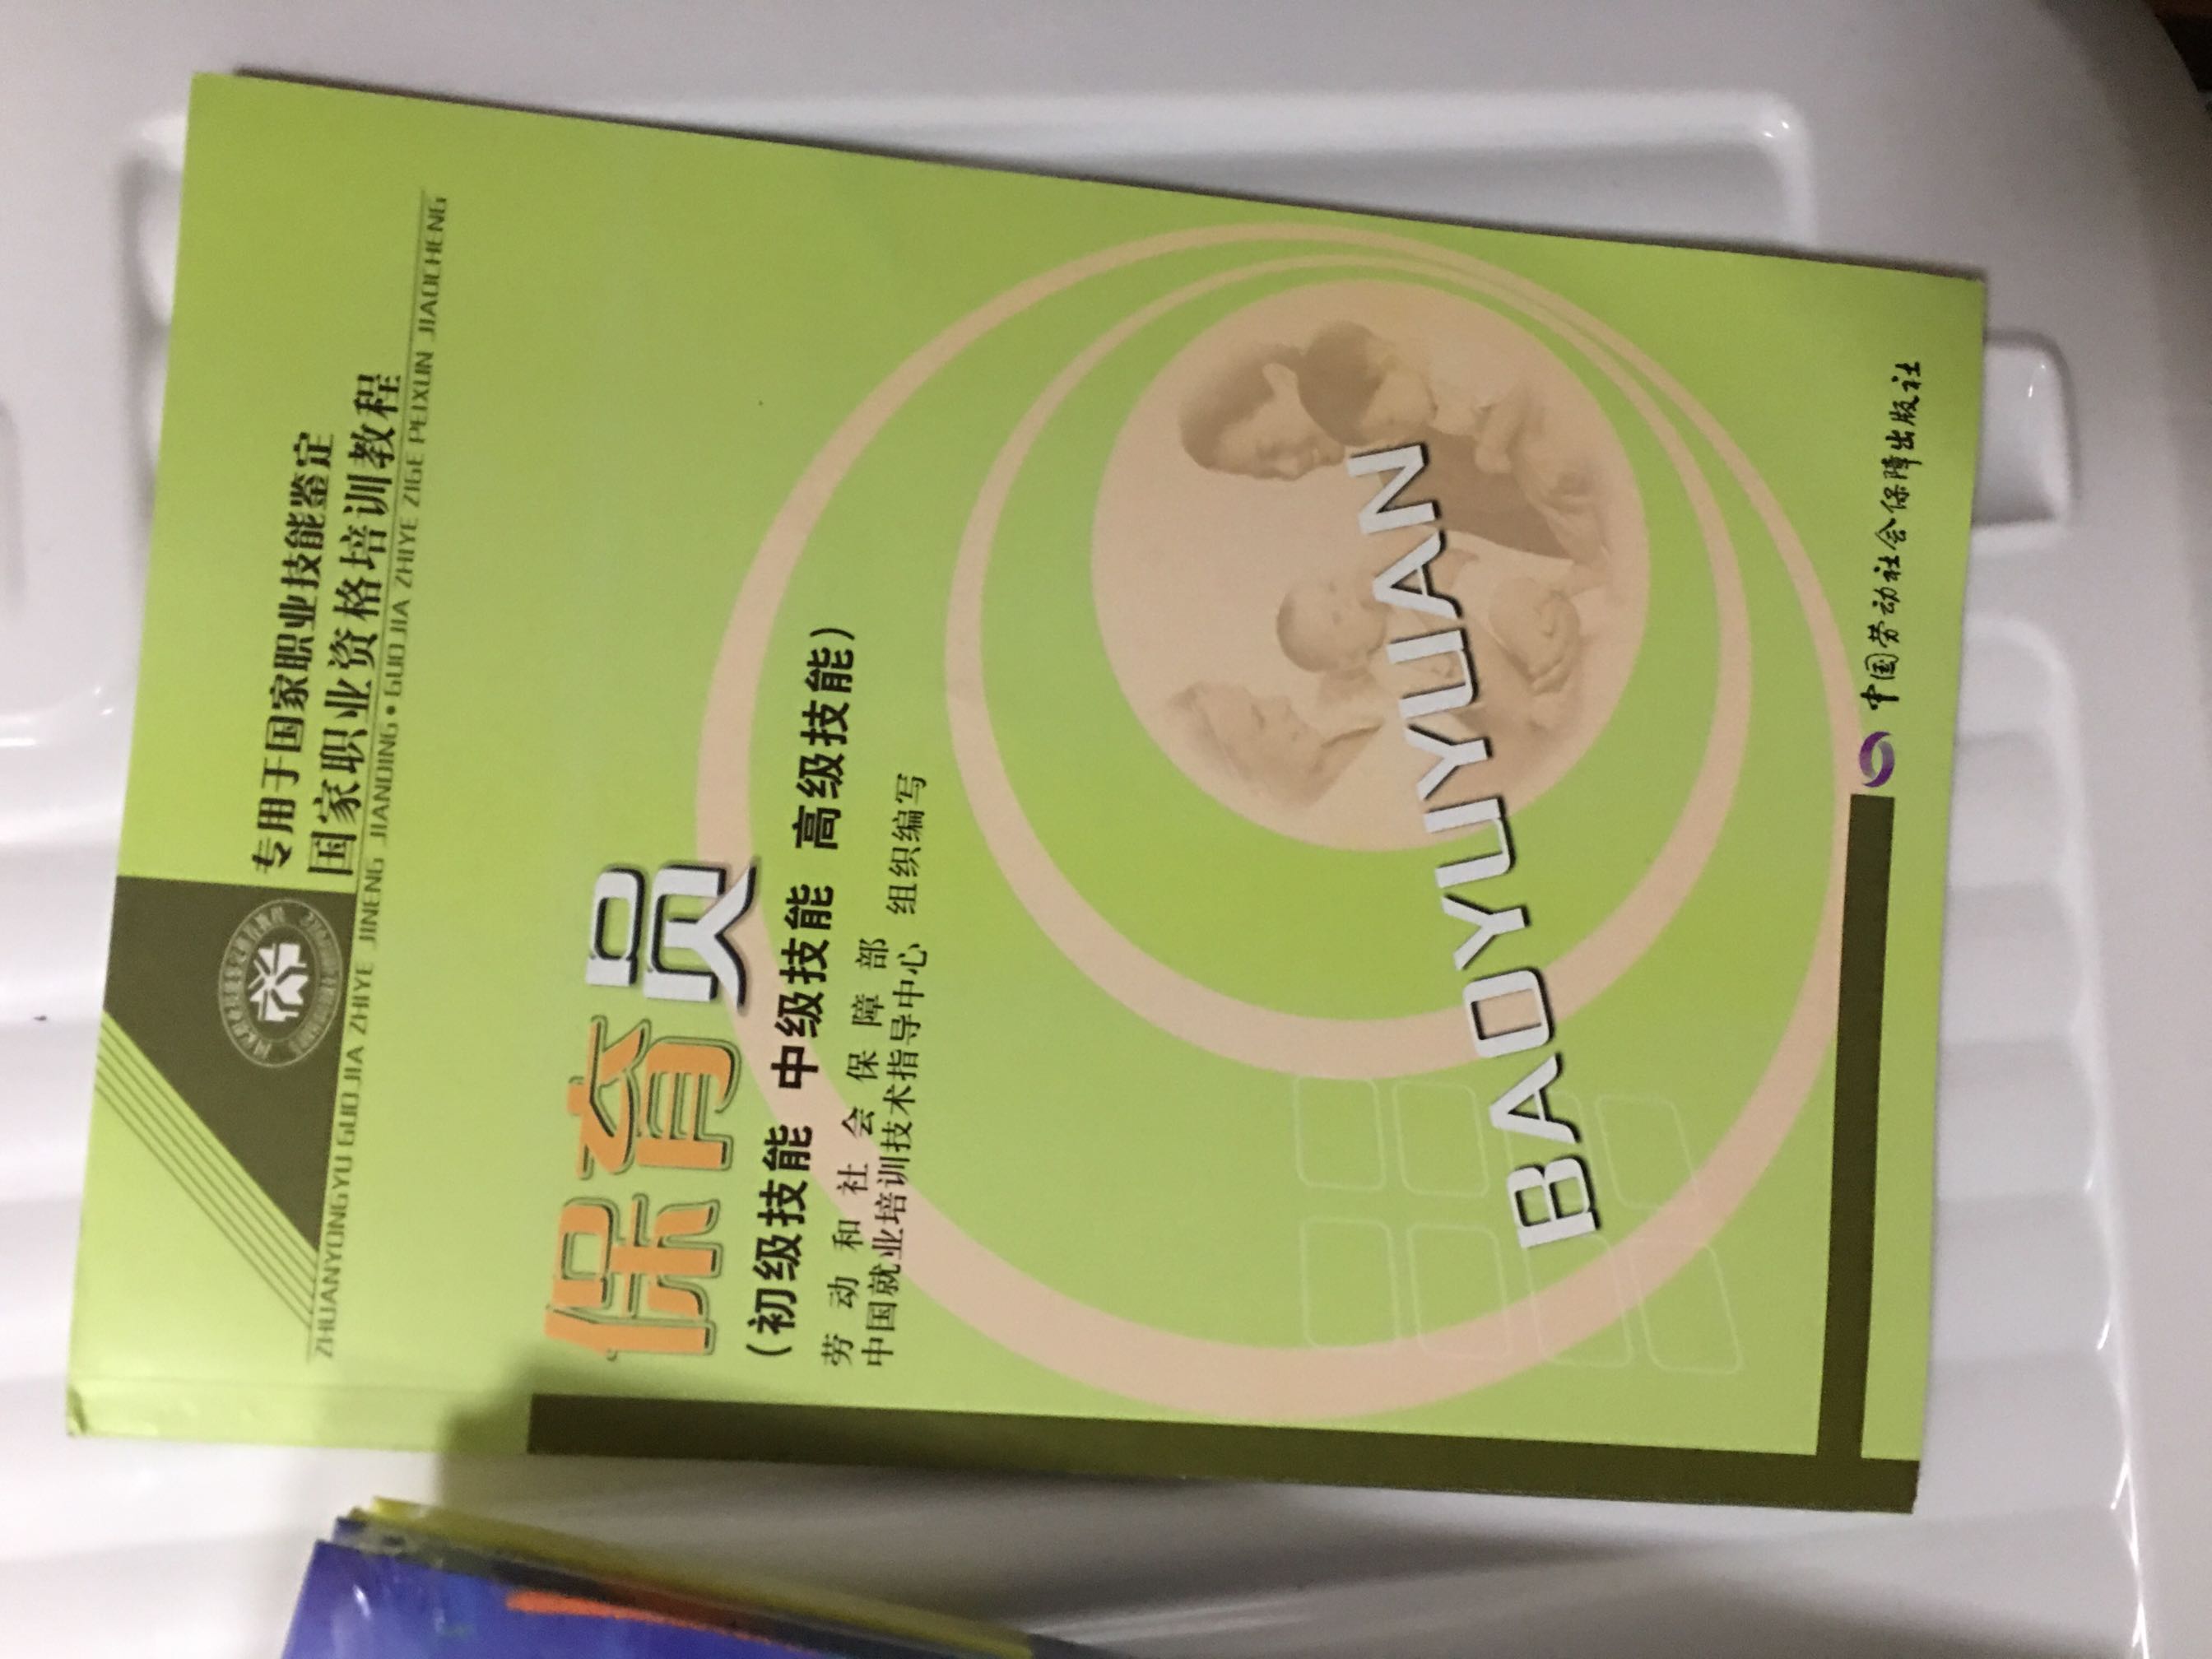 专用于国家职业技能鉴定
国家职业资格培训教程
ZHUANYONGYU GUOJIA ZHIYE JINENG JIANDING·GUOJIA ZHIYE ZIGE PEIXUN JIAOCHENG
保育员
（初级技能 中级技能 高级技能）
劳动和社会保障部
中国就业培训技术指导中心 组织编写
BAOYUYUAN
中国劳动社会保障出版社